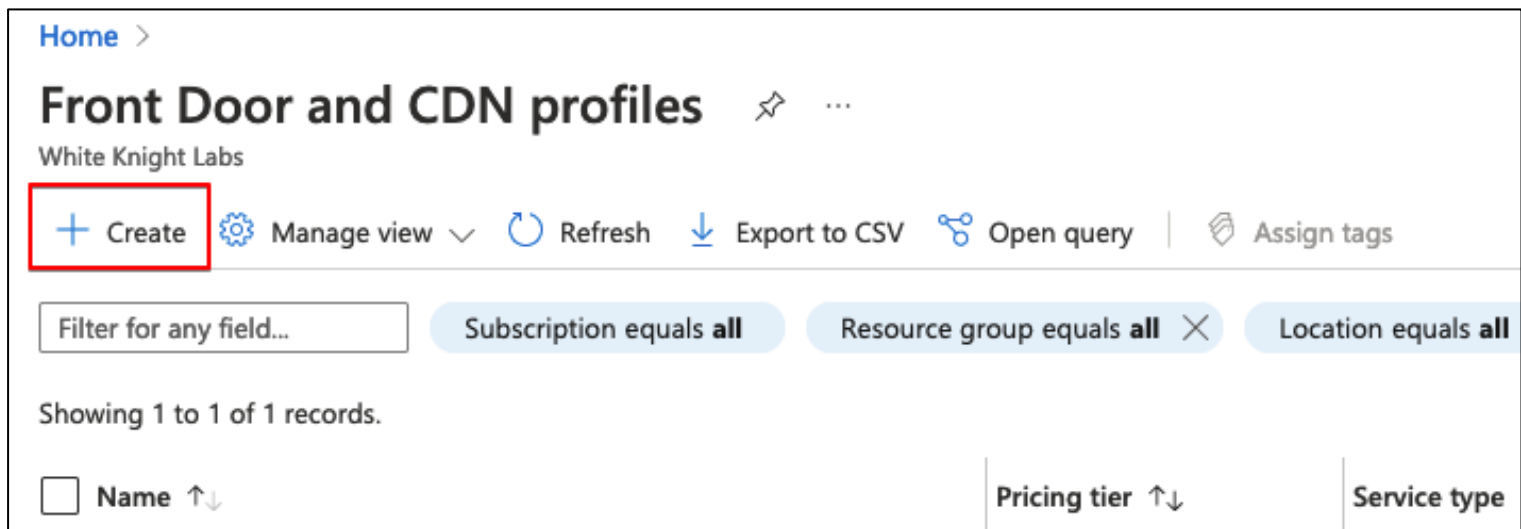 Home >
Front Door and CDN profiles ...
White Knight Labs
+ Create Manage view Refresh Export to CSV Open query Assign tags
Filter for any field... Subscription equals all Resource group equals all Location equals all
Showing 1 to 1 of 1 records.
Name ↑↓ Pricing tier ↑↓ Service type